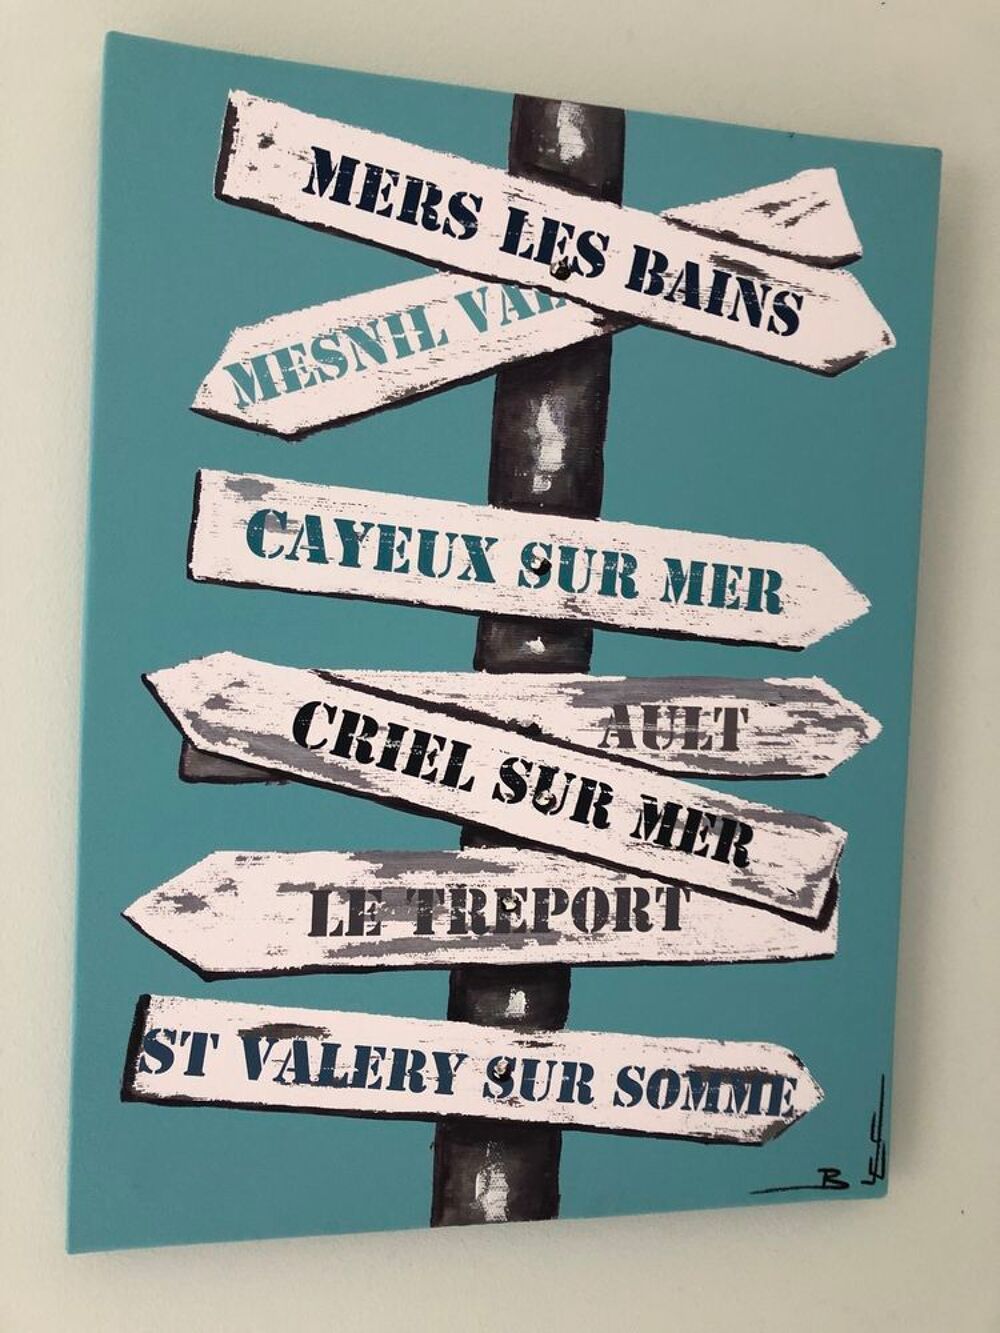 MERS LES BAINS
MESNIL VAL
CAYEUX SUR MER
AULT
CRIEL SUR MER
LE TREPORT
ST VALERY SUR SOMME